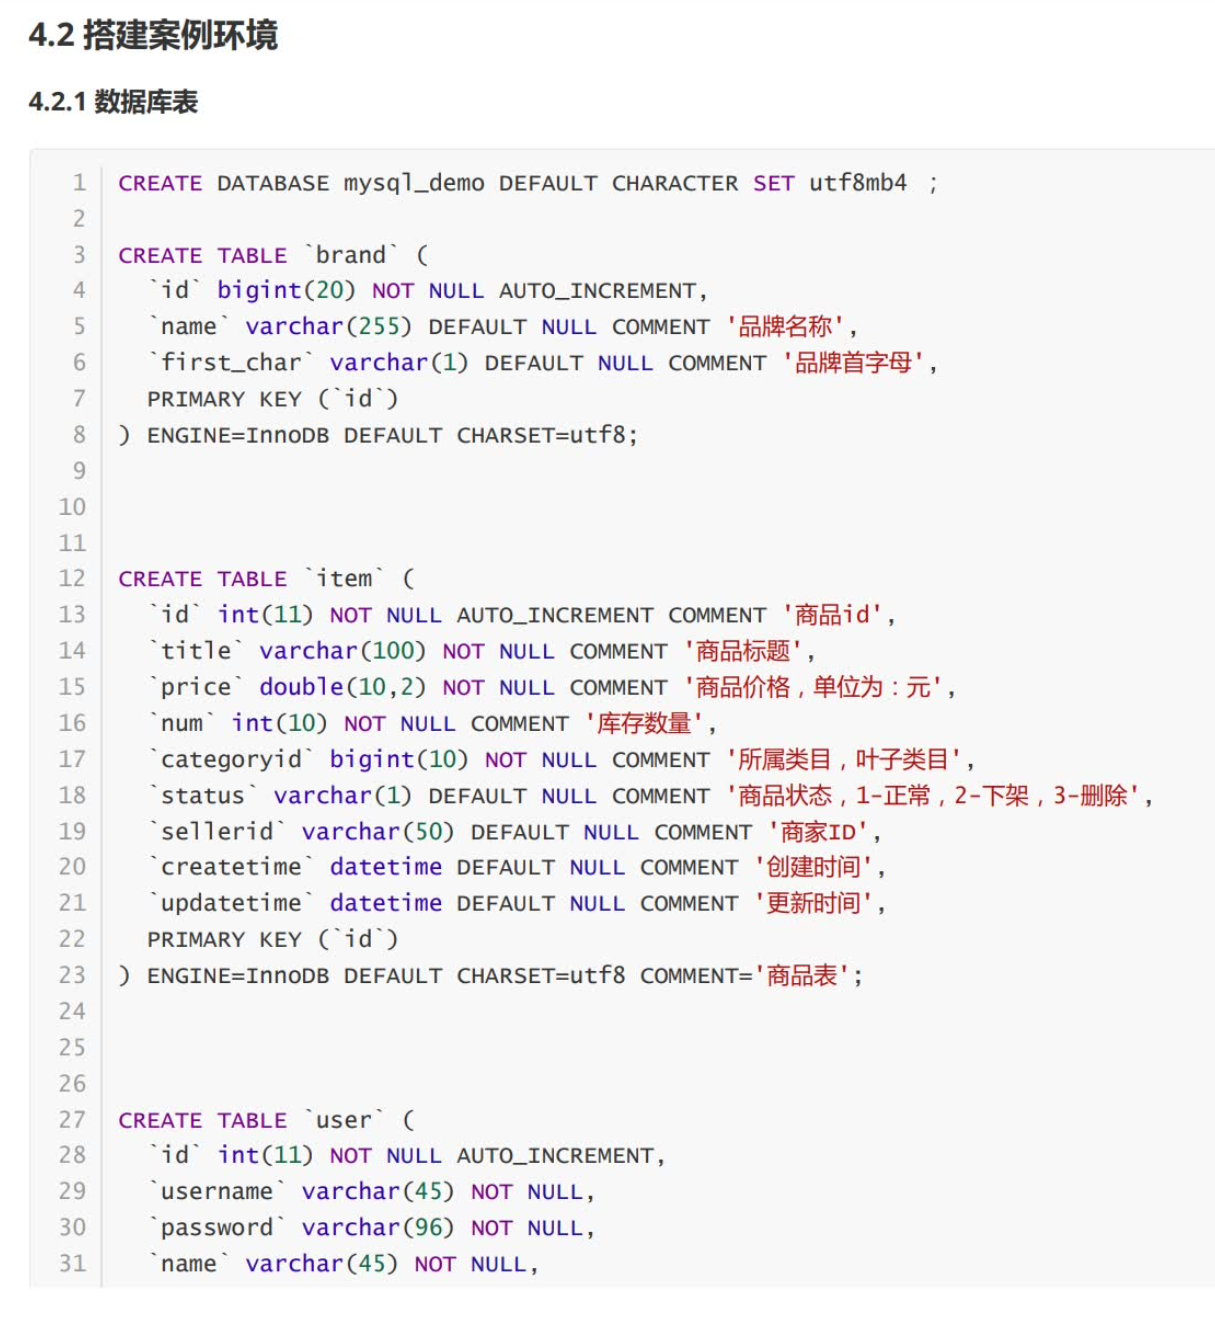 4.2 搭建案例环境
4.2.1 数据库表
1 CREATE DATABASE mysql_demo DEFAULT CHARACTER SET utf8mb4 ;
2
3 CREATE TABLE `brand` (
4 `id` bigint(20) NOT NULL AUTO_INCREMENT,
5 `name` varchar(255) DEFAULT NULL COMMENT '品牌名称',
6 `first_char` varchar(1) DEFAULT NULL COMMENT '品牌首字母',
7 PRIMARY KEY (`id`)
8 ) ENGINE=InnoDB DEFAULT CHARSET=utf8;
9
10
11
12 CREATE TABLE `item` (
13 `id` int(11) NOT NULL AUTO_INCREMENT COMMENT '商品id',
14 `title` varchar(100) NOT NULL COMMENT '商品标题',
15 `price` double(10,2) NOT NULL COMMENT '商品价格，单位为：元',
16 `num` int(10) NOT NULL COMMENT '库存数量',
17 `categoryid` bigint(10) NOT NULL COMMENT '所属类目，叶子类目',
18 `status` varchar(1) DEFAULT NULL COMMENT '商品状态，1-正常，2-下架，3-删除',
19 `sellerid` varchar(50) DEFAULT NULL COMMENT '商家ID',
20 `createtime` datetime DEFAULT NULL COMMENT '创建时间',
21 `updatetime` datetime DEFAULT NULL COMMENT '更新时间',
22 PRIMARY KEY (`id`)
23 ) ENGINE=InnoDB DEFAULT CHARSET=utf8 COMMENT='商品表';
24
25
26
27 CREATE TABLE `user` (
28 `id` int(11) NOT NULL AUTO_INCREMENT,
29 `username` varchar(45) NOT NULL,
30 `password` varchar(96) NOT NULL,
31 `name` varchar(45) NOT NULL,